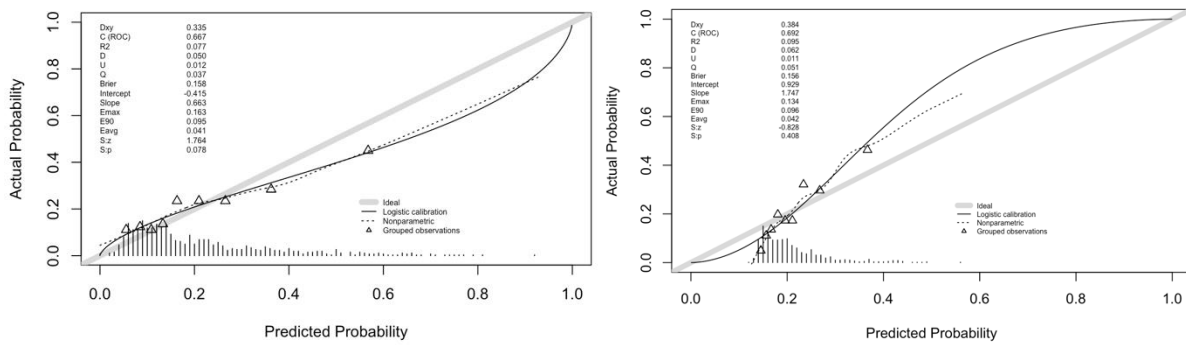 Dxy 0.335
C (ROC) 0.667
R2 0.077
D 0.050
U 0.012
Q 0.037
Brier 0.158
Intercept -0.415
Slope 0.663
Emax 0.163
E90 0.095
Eavg 0.041
S:z 1.764
S:p 0.078
Ideal
Logistic calibration
Nonparametric
Grouped observations
Actual Probability
1.0
0.8
0.6
0.4
0.2
0.0
0.0 0.2 0.4 0.6 0.8 1.0
Predicted Probability
Dxy 0.384
C (ROC) 0.692
R2 0.095
D 0.062
U 0.011
Q 0.051
Brier 0.156
Intercept 0.929
Slope 1.747
Emax 0.134
E90 0.096
Eavg 0.042
S:z -0.828
S:p 0.408
Ideal
Logistic calibration
Nonparametric
Grouped observations
Actual Probability
1.0
0.8
0.6
0.4
0.2
0.0
0.0 0.2 0.4 0.6 0.8 1.0
Predicted Probability